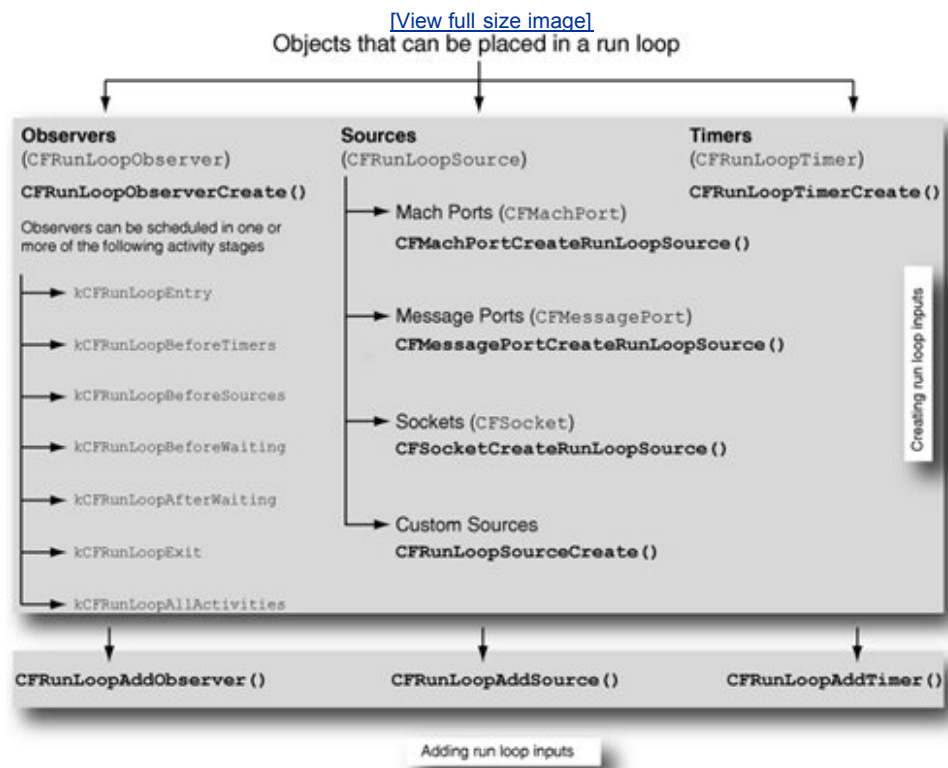 [View full size image]
Objects that can be placed in a run loop
Observers
(CFRunLoopObserver)
CFRunLoopObserverCreate()
Observers can be scheduled in one or
more of the following activity stages
kCFRunLoopEntry
kCFRunLoopBeforeTimers
kCFRunLoopBeforeSources
kCFRunLoopBeforeWaiting
kCFRunLoopAfterWaiting
kCFRunLoopExit
kCFRunLoopAllActivities
Sources
(CFRunLoopSource)
Mach Ports (CFMachPort)
CFMachPortCreateRunLoopSource()
Message Ports (CFMessagePort)
CFMessagePortCreateRunLoopSource()
Sockets (CFSocket)
CFSocketCreateRunLoopSource()
Custom Sources
CFRunLoopSourceCreate()
Timers
(CFRunLoopTimer)
CFRunLoopTimerCreate()
Creating run loop inputs
CFRunLoopAddObserver()
CFRunLoopAddSource()
CFRunLoopAddTimer()
Adding run loop inputs